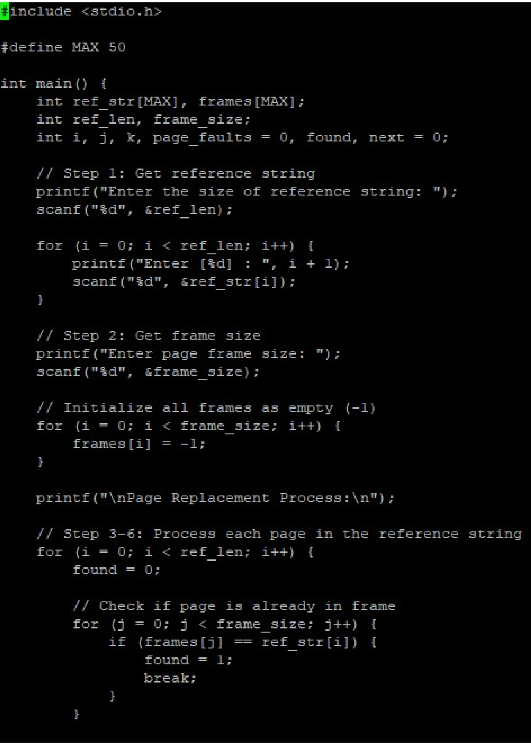 #include <stdio.h>

#define MAX 50

int main() {
    int ref_str[MAX], frames[MAX];
    int ref_len, frame_size;
    int i, j, k, page_faults = 0, found, next = 0;

    // Step 1: Get reference string
    printf("Enter the size of reference string: ");
    scanf("%d", &ref_len);

    for (i = 0; i < ref_len; i++) {
        printf("Enter [%d] : ", i + 1);
        scanf("%d", &ref_str[i]);
    }

    // Step 2: Get frame size
    printf("Enter page frame size: ");
    scanf("%d", &frame_size);

    // Initialize all frames as empty (-1)
    for (i = 0; i < frame_size; i++) {
        frames[i] = -1;
    }

    printf("\nPage Replacement Process:\n");

    // Step 3-6: Process each page in the reference string
    for (i = 0; i < ref_len; i++) {
        found = 0;

        // Check if page is already in frame
        for (j = 0; j < frame_size; j++) {
            if (frames[j] == ref_str[i]) {
                found = 1;
                break;
            }
        }